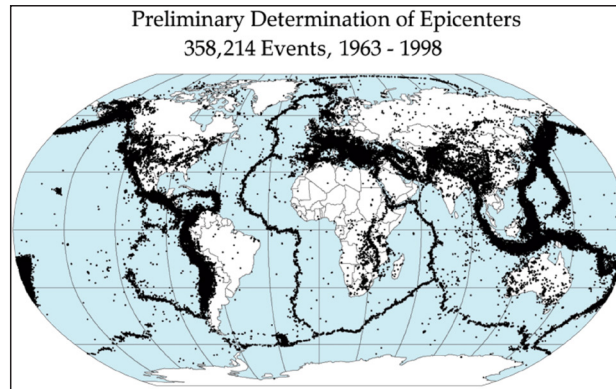 Preliminary Determination of Epicenters
358,214 Events, 1963 - 1998